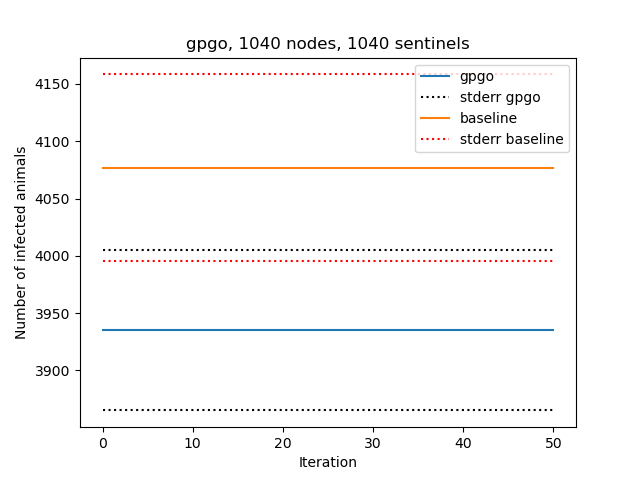 gpgo, 1040 nodes, 1040 sentinels
gpgo
stderr gpgo
baseline
stderr baseline
Number of infected animals
4150
4100
4050
4000
3950
3900
0 10 20 30 40 50
Iteration